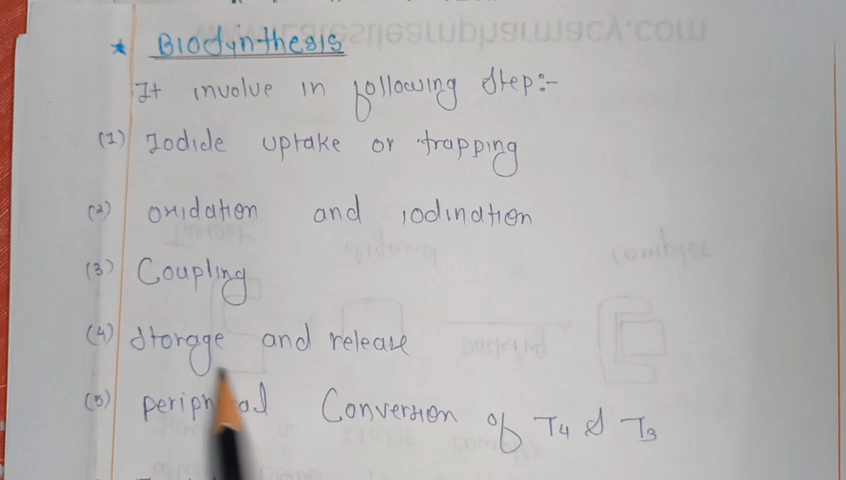 * Biosynthesis
It involve in following step:-
(1) Iodide uptake or trapping
(2) oxidation and iodination
(3) Coupling
(4) storage and release
(5) Conversion of T4 & T3